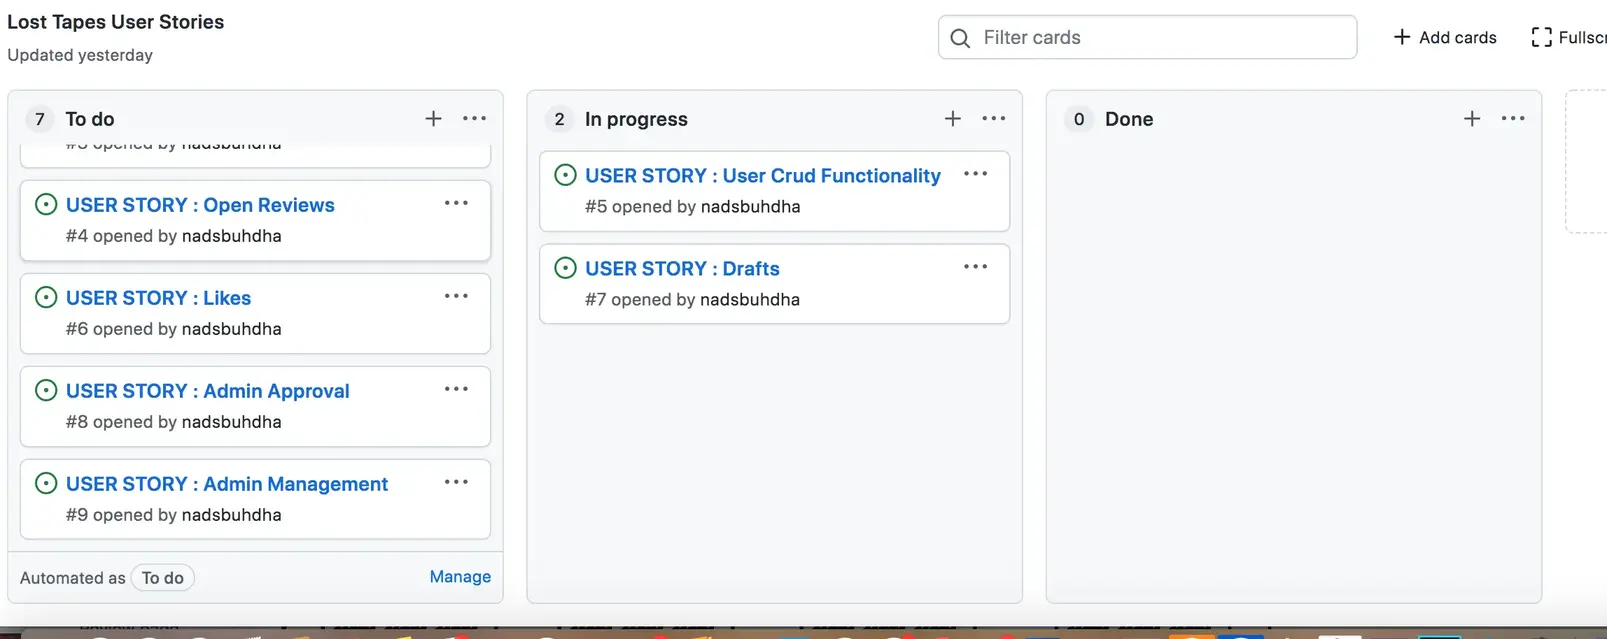 Lost Tapes User Stories
Updated yesterday
Filter cards
Add cards
7 To do
#3 opened by nadsbuhdha
USER STORY : Open Reviews
#4 opened by nadsbuhdha
USER STORY : Likes
#6 opened by nadsbuhdha
USER STORY : Admin Approval
#8 opened by nadsbuhdha
USER STORY : Admin Management
#9 opened by nadsbuhdha
Automated as To do
Manage
2 In progress
USER STORY : User Crud Functionality
#5 opened by nadsbuhdha
USER STORY : Drafts
#7 opened by nadsbuhdha
0 Done